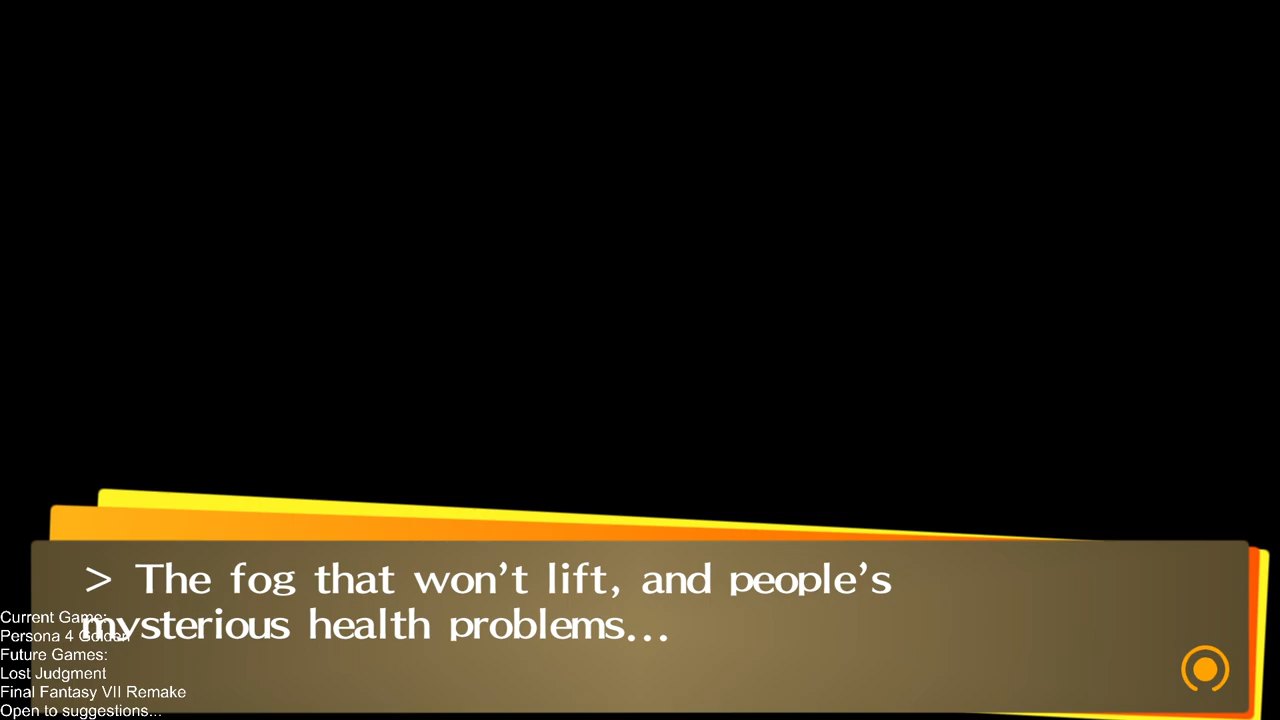 > The fog that won't lift, and people's
mysterious health problems...
Current Game:
Persona 4 Golden
Future Games:
Lost Judgment
Final Fantasy VII Remake
Open to suggestions...